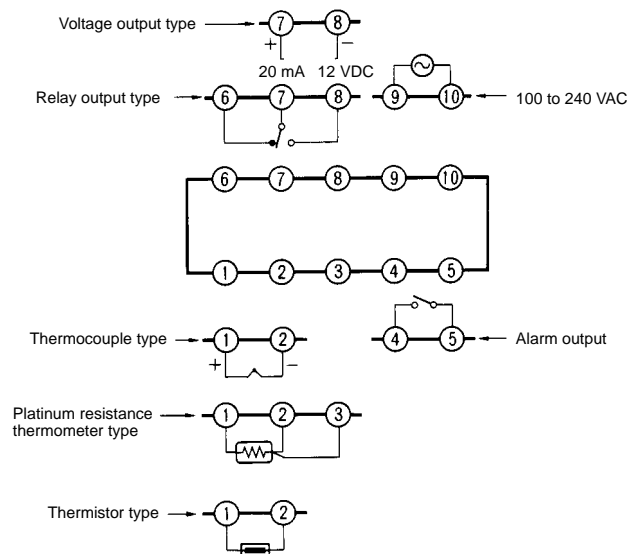 Voltage output type
7 8
+ −
20 mA 12 VDC
Relay output type
6 7 8 9 10
100 to 240 VAC
6 7 8 9 10
1 2 3 4 5
Thermocouple type
1 2
+ −
4 5
Alarm output
Platinum resistance
thermometer type
1 2 3
Thermistor type
1 2